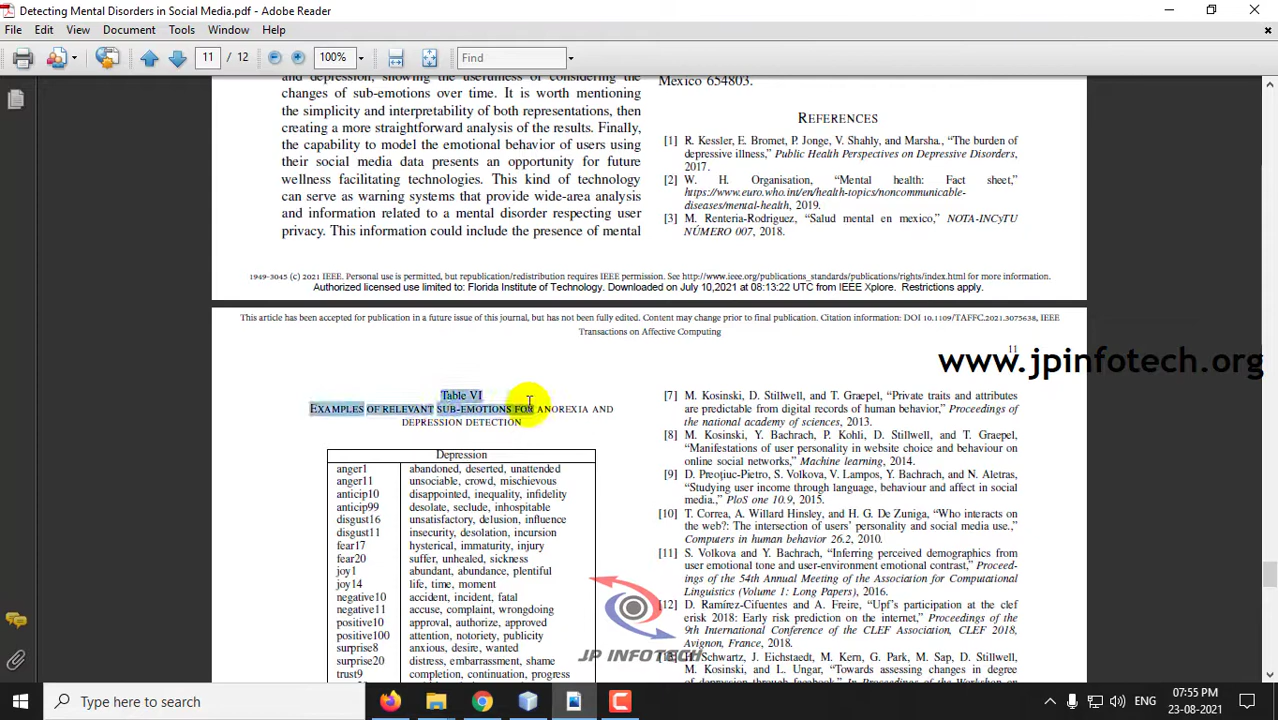 Detecting Mental Disorders in Social Media.pdf - Adobe Reader
File Edit View Document Tools Window Help
11 / 12 100% Find
and depression, showing the usefulness of considering the
changes of sub-emotions over time. It is worth mentioning
the simplicity and interpretability of both representations, then
creating a more straightforward analysis of the results. Finally,
the capability to model the emotional behavior of users using
their social media data presents an opportunity for future
wellness facilitating technologies. This kind of technology
can serve as warning systems that provide wide-area analysis
and information related to a mental disorder respecting user
privacy. This information could include the presence of mental
Mexico 654803.
REFERENCES
[1] R. Kessler, E. Bromet, P. Jonge, V. Shahly, and Marsha., “The burden of
depressive illness,” Public Health Perspectives on Depressive Disorders,
2017.
[2] W. H. Organisation, “Mental health: Fact sheet,”
https://www.euro.who.int/en/health-topics/noncommunicable-
diseases/mental-health, 2019.
[3] M. Renteria-Rodriguez, “Salud mental en mexico,” NOTA-INCyTU
NÚMERO 007, 2018.
1949-3045 (c) 2021 IEEE. Personal use is permitted, but republication/redistribution requires IEEE permission. See http://www.ieee.org/publications_standards/publications/rights/index.html for more information.
Authorized licensed use limited to: Florida Institute of Technology. Downloaded on July 10,2021 at 08:13:22 UTC from IEEE Xplore. Restrictions apply.
This article has been accepted for publication in a future issue of this journal, but has not been fully edited. Content may change prior to final publication. Citation information: DOI 10.1109/TAFFC.2021.3075638, IEEE
Transactions on Affective Computing
11
www.jpinfotech.org
Table VI
EXAMPLES OF RELEVANT SUB-EMOTIONS FOR ANOREXIA AND
DEPRESSION DETECTION
Depression
anger1 abandoned, deserted, unattended
anger11 unsociable, crowd, mischievous
anticip10 disappointed, inequality, infidelity
anticip99 desolate, seclude, inhospitable
disgust16 unsatisfactory, delusion, influence
disgust11 insecurity, desolation, incursion
fear17 hysterical, immaturity, injury
fear20 suffer, unhealed, sickness
joy1 abundant, abundance, plentiful
joy14 life, time, moment
negative10 accident, incident, fatal
negative11 accuse, complaint, wrongdoing
positive10 approval, authorize, approved
positive100 attention, notoriety, publicity
surprise8 anxious, desire, wanted
surprise20 distress, embarrassment, shame
trust9 completion, continuation, progress
[7] M. Kosinski, D. Stillwell, and T. Graepel, “Private traits and attributes
are predictable from digital records of human behavior,” Proceedings of
the national academy of sciences, 2013.
[8] M. Kosinski, Y. Bachrach, P. Kohli, D. Stillwell, and T. Graepel,
“Manifestations of user personality in website choice and behaviour on
online social networks,” Machine learning, 2014.
[9] D. Preoţiuc-Pietro, S. Volkova, V. Lampos, Y. Bachrach, and N. Aletras,
“Studying user income through language, behaviour and affect in social
media.,” PloS one 10.9, 2015.
[10] T. Correa, A. Willard Hinsley, and H. G. De Zuniga, “Who interacts on
the web?: The intersection of users’ personality and social media use.,”
Computers in human behavior 26.2, 2010.
[11] S. Volkova and Y. Bachrach, “Inferring perceived demographics from
user emotional tone and user-environment emotional contrast,” Proceed-
ings of the 54th Annual Meeting of the Association for Computational
Linguistics (Volume 1: Long Papers), 2016.
[12] D. Ramírez-Cifuentes and A. Freire, “Upf’s participation at the clef
erisk 2018: Early risk prediction on the internet,” Proceedings of the
9th International Conference of the CLEF Association, CLEF 2018,
Avignon, France, 2018.
Schwartz, J. Eichstaedt, M. Kern, G. Park, M. Sap, D. Stillwell,
M. Kosinski, and L. Ungar, “Towards assessing changes in degree
of depression through facebook,” In Proceedings of the Workshop on
JP INFOTECH
Type here to search
ENG
07:55 PM
23-08-2021